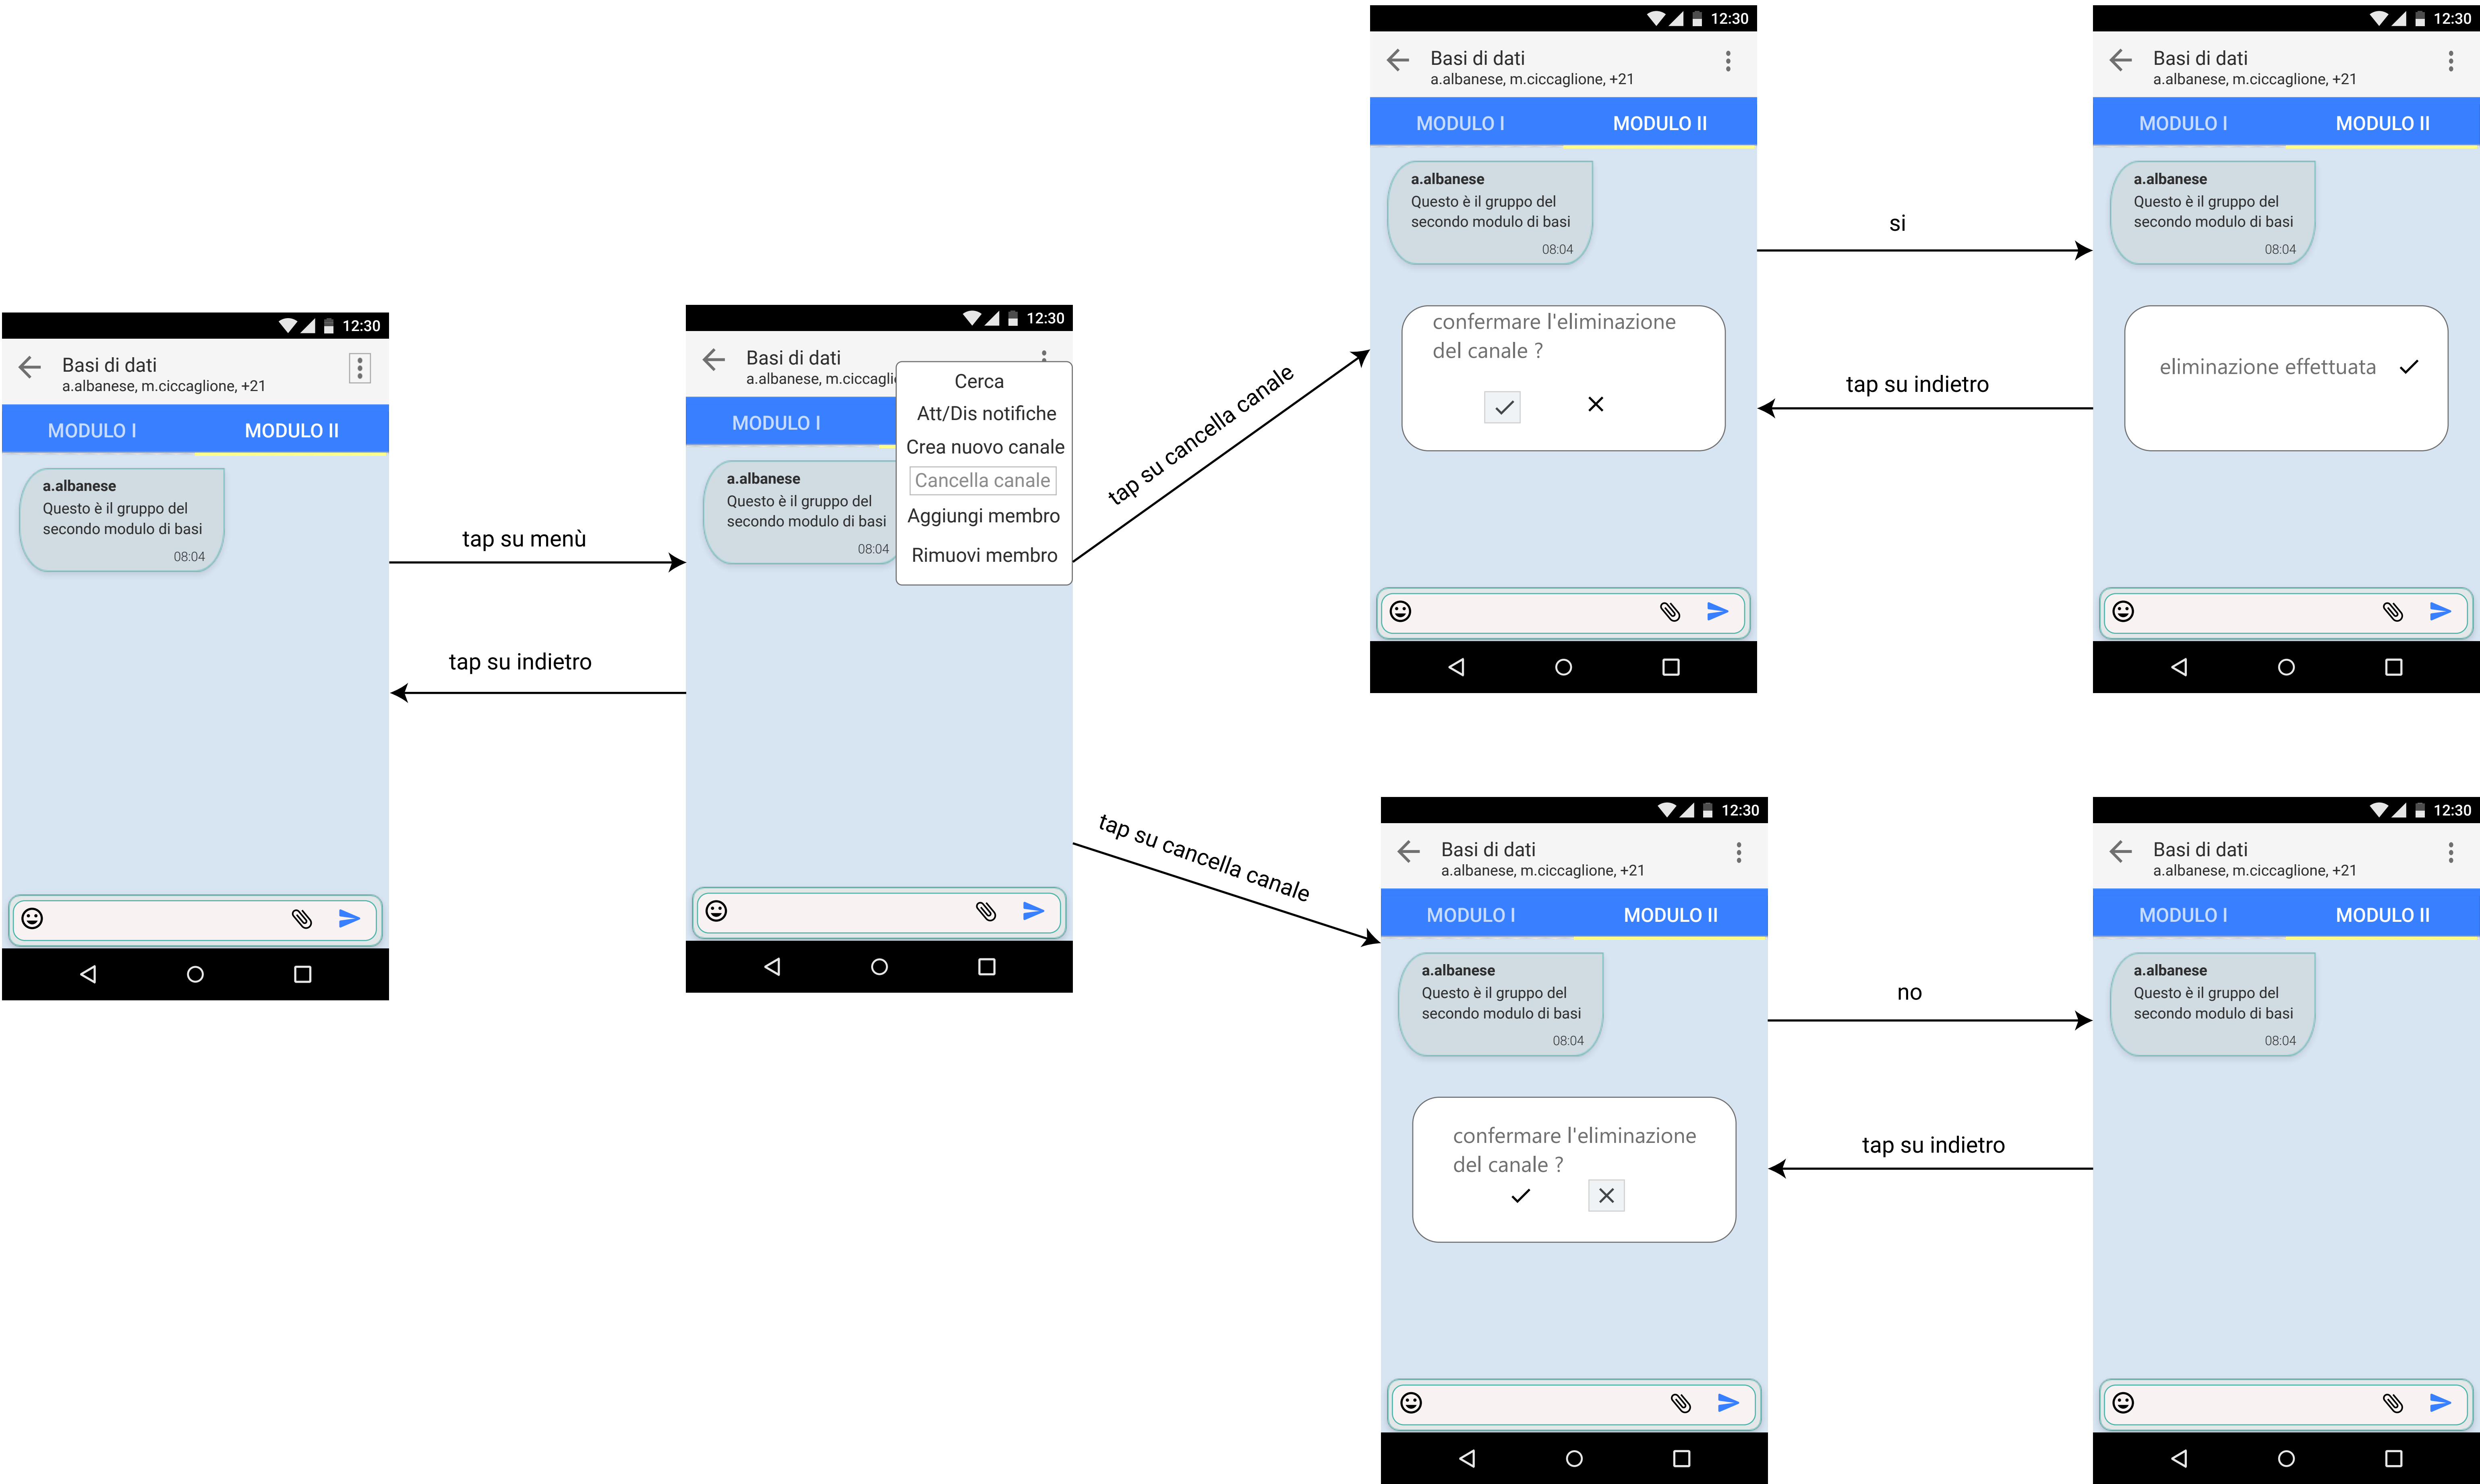 12:30
Basi di dati
a.albanese, m.ciccaglione, +21
MODULO I
MODULO II
a.albanese
Questo è il gruppo del
secondo modulo di basi
08:04
tap su menù
tap su indietro
12:30
Basi di dati
a.albanese, m.ciccagli
MODULO I
Cerca
Att/Dis notifiche
Crea nuovo canale
Cancella canale
Aggiungi membro
Rimuovi membro
a.albanese
Questo è il gruppo del
secondo modulo di basi
08:04
tap su cancella canale
tap su cancella canale
12:30
Basi di dati
a.albanese, m.ciccaglione, +21
MODULO I
MODULO II
a.albanese
Questo è il gruppo del
secondo modulo di basi
08:04
confermare l'eliminazione
del canale ?
si
tap su indietro
12:30
Basi di dati
a.albanese, m.ciccaglione, +21
MODULO I
MODULO II
a.albanese
Questo è il gruppo del
secondo modulo di basi
08:04
eliminazione effettuata
12:30
Basi di dati
a.albanese, m.ciccaglione, +21
MODULO I
MODULO II
a.albanese
Questo è il gruppo del
secondo modulo di basi
08:04
confermare l'eliminazione
del canale ?
no
tap su indietro
12:30
Basi di dati
a.albanese, m.ciccaglione, +21
MODULO I
MODULO II
a.albanese
Questo è il gruppo del
secondo modulo di basi
08:04